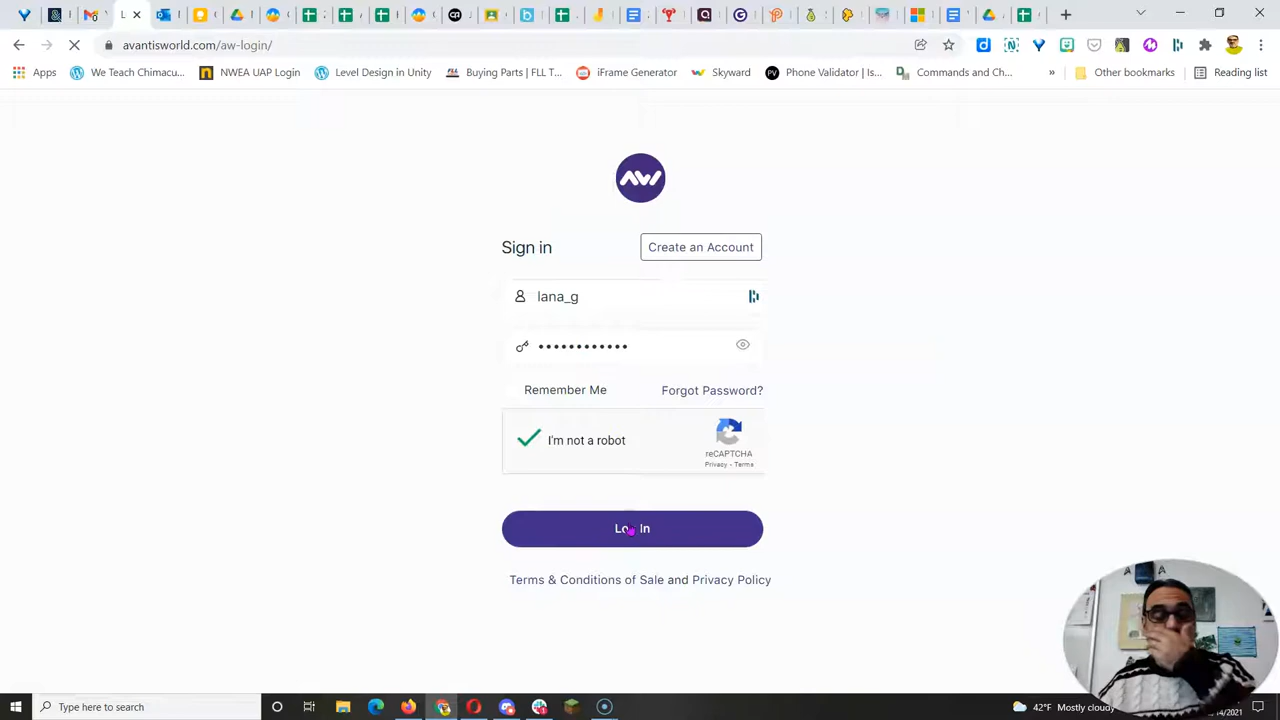 avantisworld.com/aw-login/
Apps
We Teach Chimacu...
NWEA UAP Login
Level Design in Unity
Buying Parts | FLL T...
iFrame Generator
Skyward
Phone Validator | Is...
Commands and Ch...
»
Other bookmarks
Reading list
AW
Sign in
Create an Account
lana_g
••••••••••••
Remember Me
Forgot Password?
I'm not a robot
reCAPTCHA
Privacy - Terms
Log In
Terms & Conditions of Sale and Privacy Policy
Type here to search
42°F Mostly cloudy